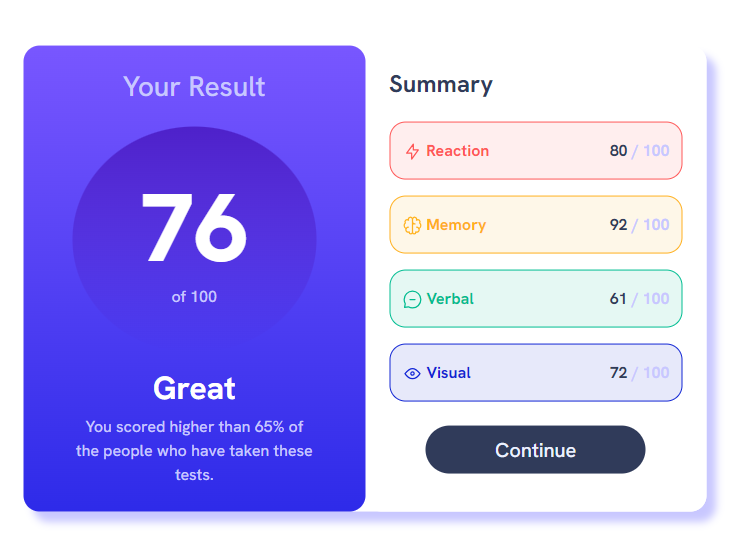 Your Result
76
of 100
Great
You scored higher than 65% of
the people who have taken these
tests.
Summary
Reaction 80 / 100
Memory 92 / 100
Verbal 61 / 100
Visual 72 / 100
Continue